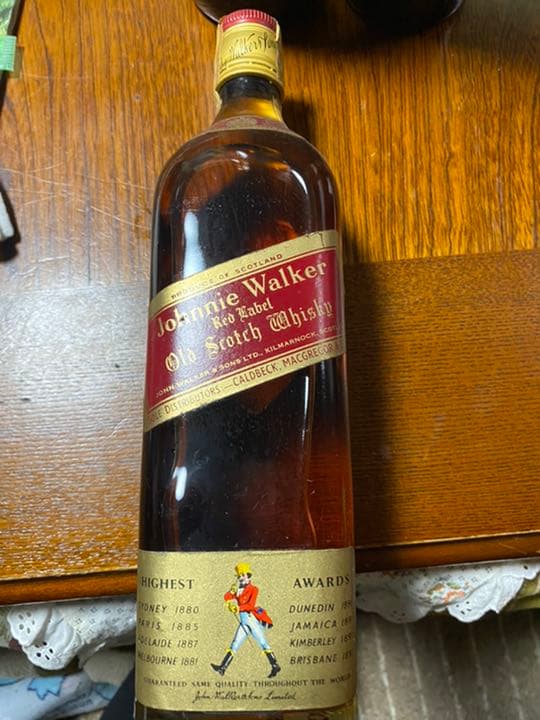 PRODUCE OF SCOTLAND
Johnnie Walker
Red Label
Old Scotch Whisky
JOHN WALKER & SONS LTD., KILMARNOCK,
DISTRIBUTORS:—CALDBECK, MACGREGOR
HIGHEST AWARDS
SYDNEY 1880 DUNEDIN
PARIS 1885 JAMAICA
ADELAIDE 1887 KIMBERLEY
MELBOURNE 1881 BRISBANE
GUARANTEED SAME QUALITY THROUGHOUT THE WORLD
John Walker & Sons Limited